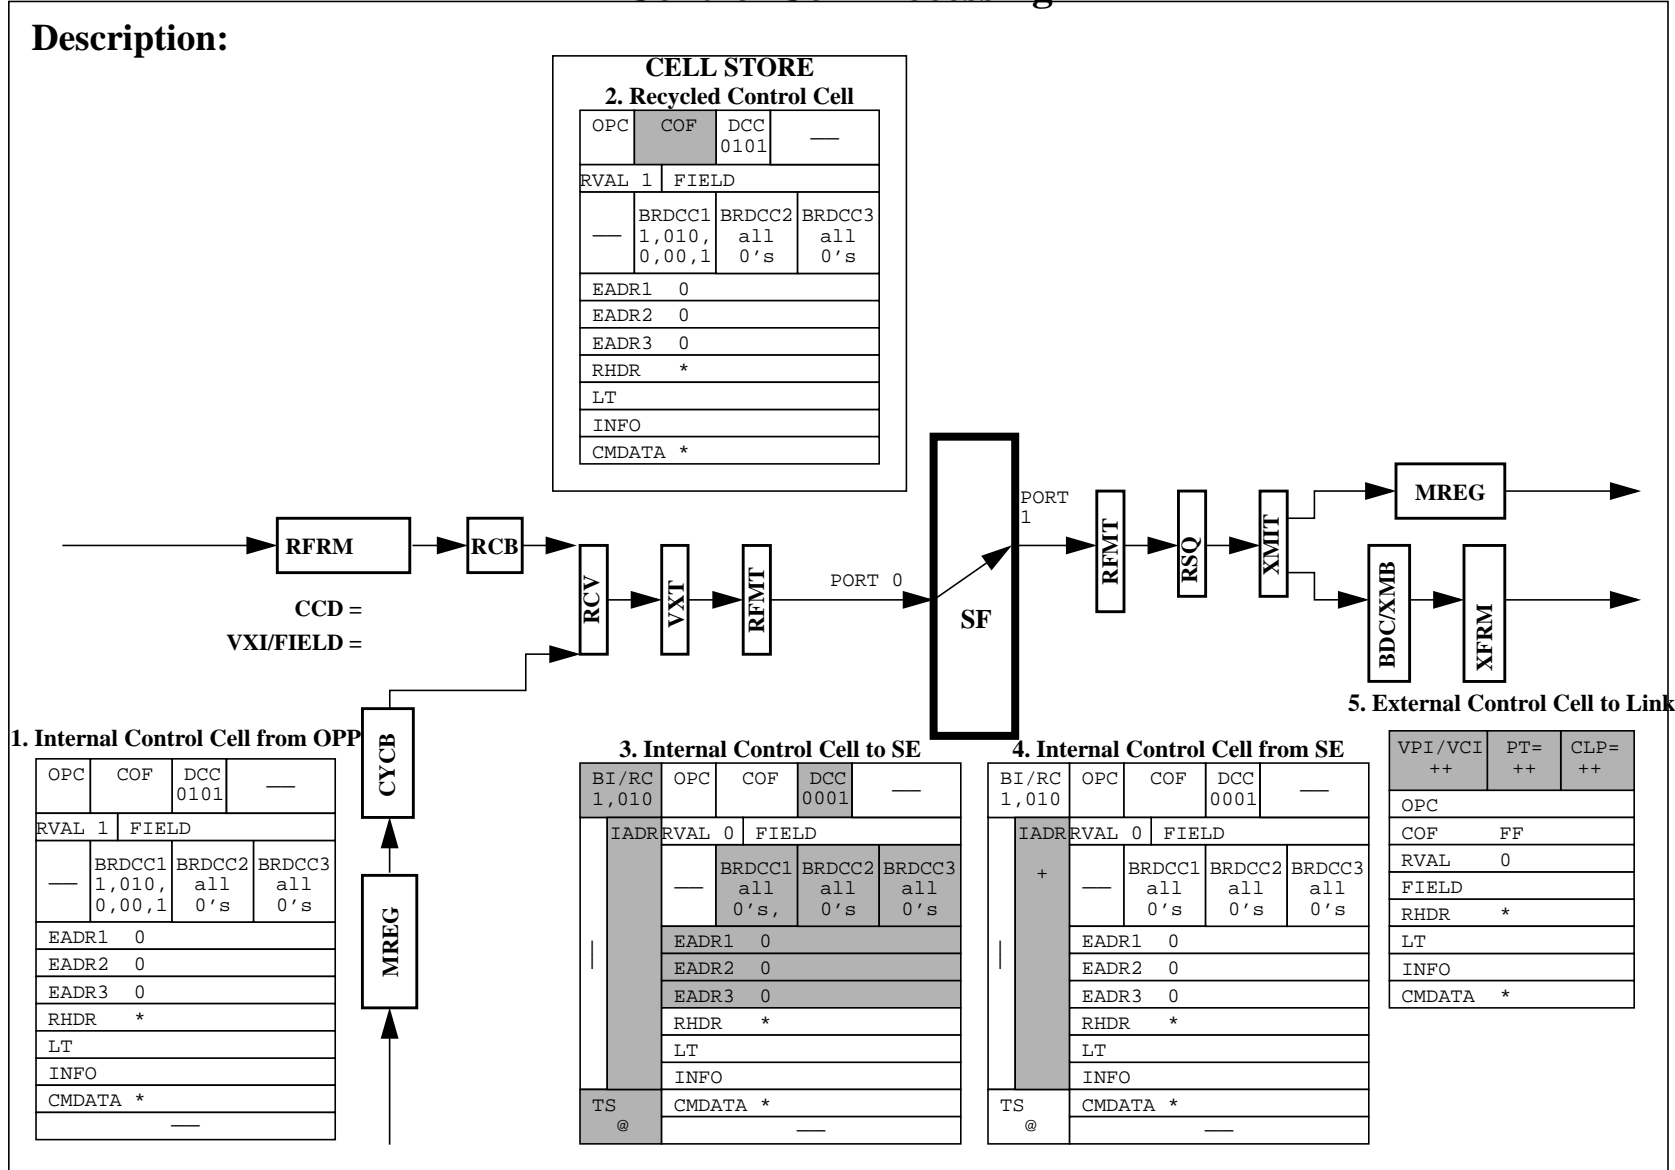 Description:
CELL STORE
2. Recycled Control Cell
OPC COF DCC 0101 —
RVAL 1 FIELD
— BRDCC1 1,010, 0,00,1 BRDCC2 all 0's BRDCC3 all 0's
EADR1 0
EADR2 0
EADR3 0
RHDR *
LT
INFO
CMDATA *
RFRM
RCB
CCD =
VXI/FIELD =
RCV
VXT
RFMT
PORT 0
SF
PORT 1
RFMT
RSQ
XMIT
MREG
BDC/XMB
XFRM
CYCB
MREG
1. Internal Control Cell from OPP
OPC COF DCC 0101 —
RVAL 1 FIELD
— BRDCC1 1,010, 0,00,1 BRDCC2 all 0's BRDCC3 all 0's
EADR1 0
EADR2 0
EADR3 0
RHDR *
LT
INFO
CMDATA *
—
3. Internal Control Cell to SE
BI/RC 1,010 OPC COF DCC 0001 —
IADR RVAL 0 FIELD
— BRDCC1 all 0's, BRDCC2 all 0's BRDCC3 all 0's
EADR1 0
| EADR2 0
EADR3 0
RHDR *
LT
INFO
TS @ CMDATA *
—
4. Internal Control Cell from SE
BI/RC 1,010 OPC COF DCC 0001 —
IADR RVAL 0 FIELD
+ — BRDCC1 all 0's BRDCC2 all 0's BRDCC3 all 0's
EADR1 0
| EADR2 0
EADR3 0
RHDR *
LT
INFO
TS @ CMDATA *
—
5. External Control Cell to Link
VPI/VCI ++ PT= ++ CLP= ++
OPC
COF FF
RVAL 0
FIELD
RHDR *
LT
INFO
CMDATA *